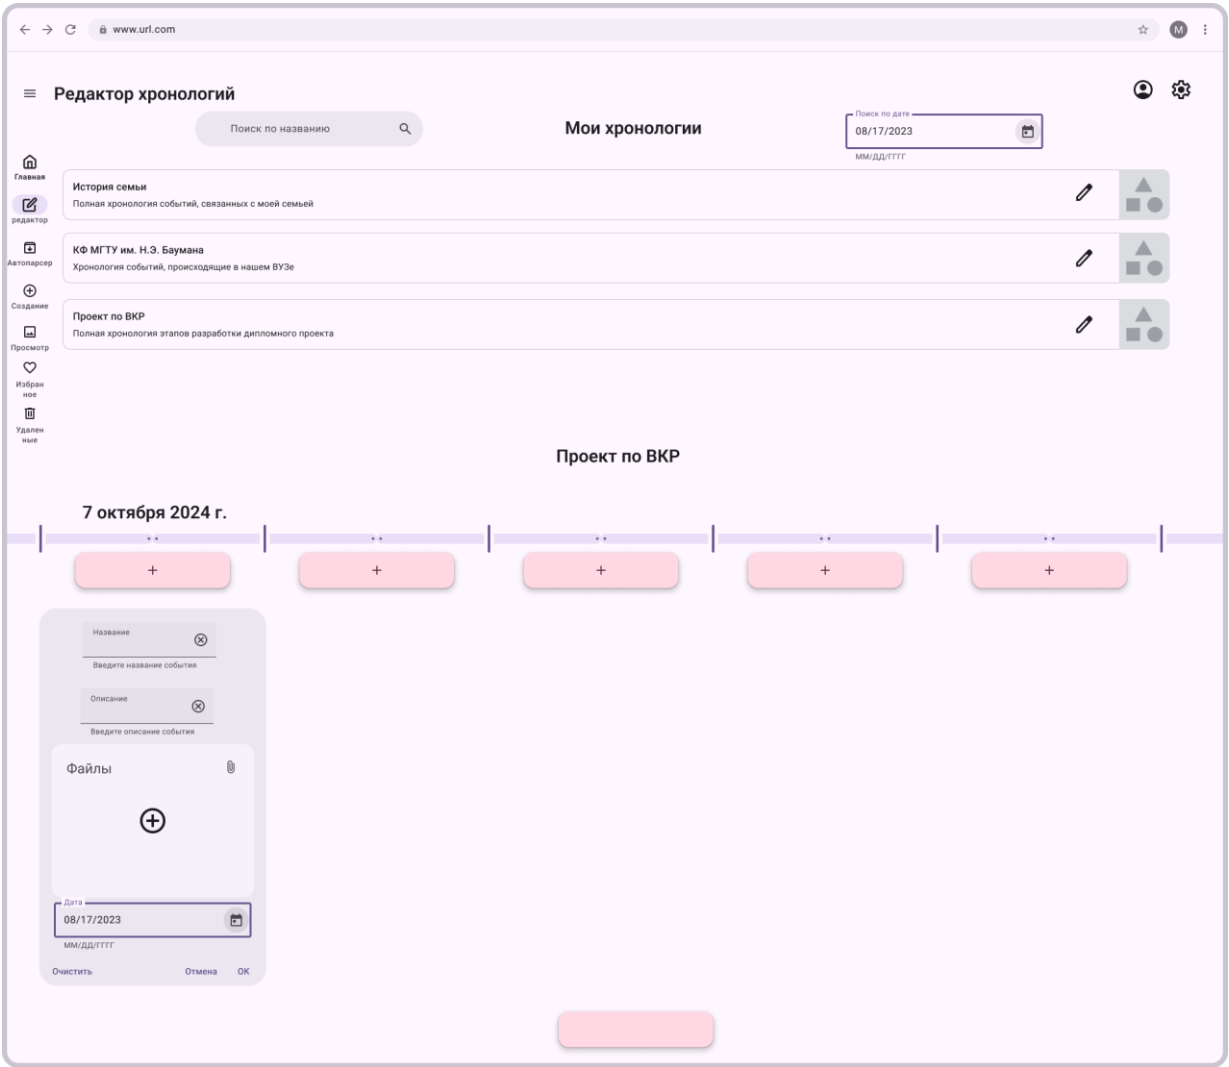 www.url.com
M
Редактор хронологий
Поиск по названию
Мои хронологии
Поиск по дате
08/17/2023
ММ/ДД/ГГГГ
Главная
редактор
Автопарсер
Создание
Просмотр
Избран
ное
Удален
ные
История семьи
Полная хронология событий, связанных с моей семьей
КФ МГТУ им. Н.Э. Баумана
Хронология событий, происходящие в нашем ВУЗе
Проект по ВКР
Полная хронология этапов разработки дипломного проекта
Проект по ВКР
7 октября 2024 г.
+
+
+
+
+
Название
Введите название события
Описание
Введите описание события
Файлы
Дата
08/17/2023
ММ/ДД/ГГГГ
Очистить Отмена ОК